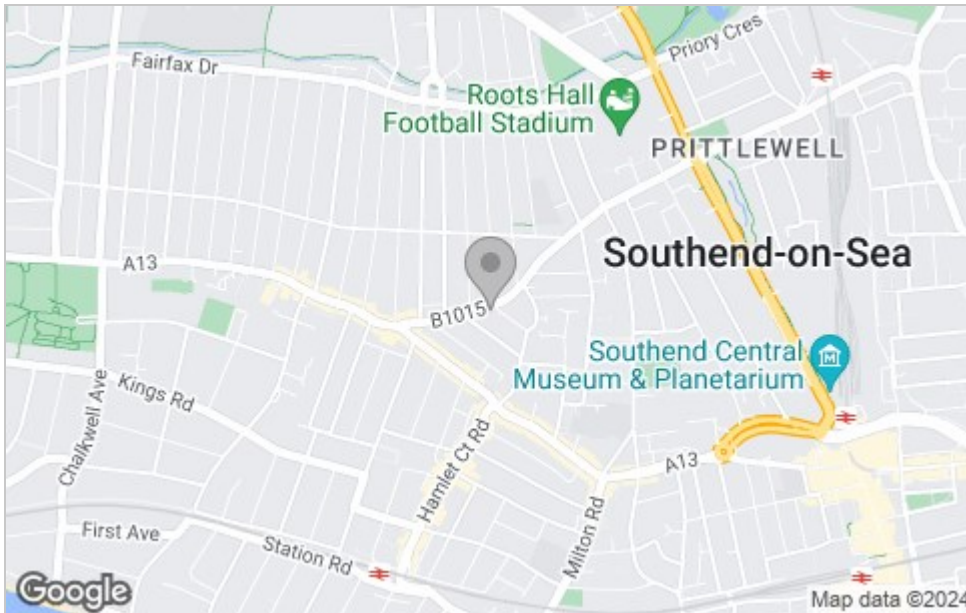 Fairfax Dr
Priory Cres
Roots Hall
Football Stadium
PRITTLEWELL
A13
Southend-on-Sea
B1015
Southend Central
Museum & Planetarium
Kings Rd
Chalkwell Ave
Hamlet Ct Rd
A13
Milton Rd
First Ave
Station Rd
Google
Map data ©2024